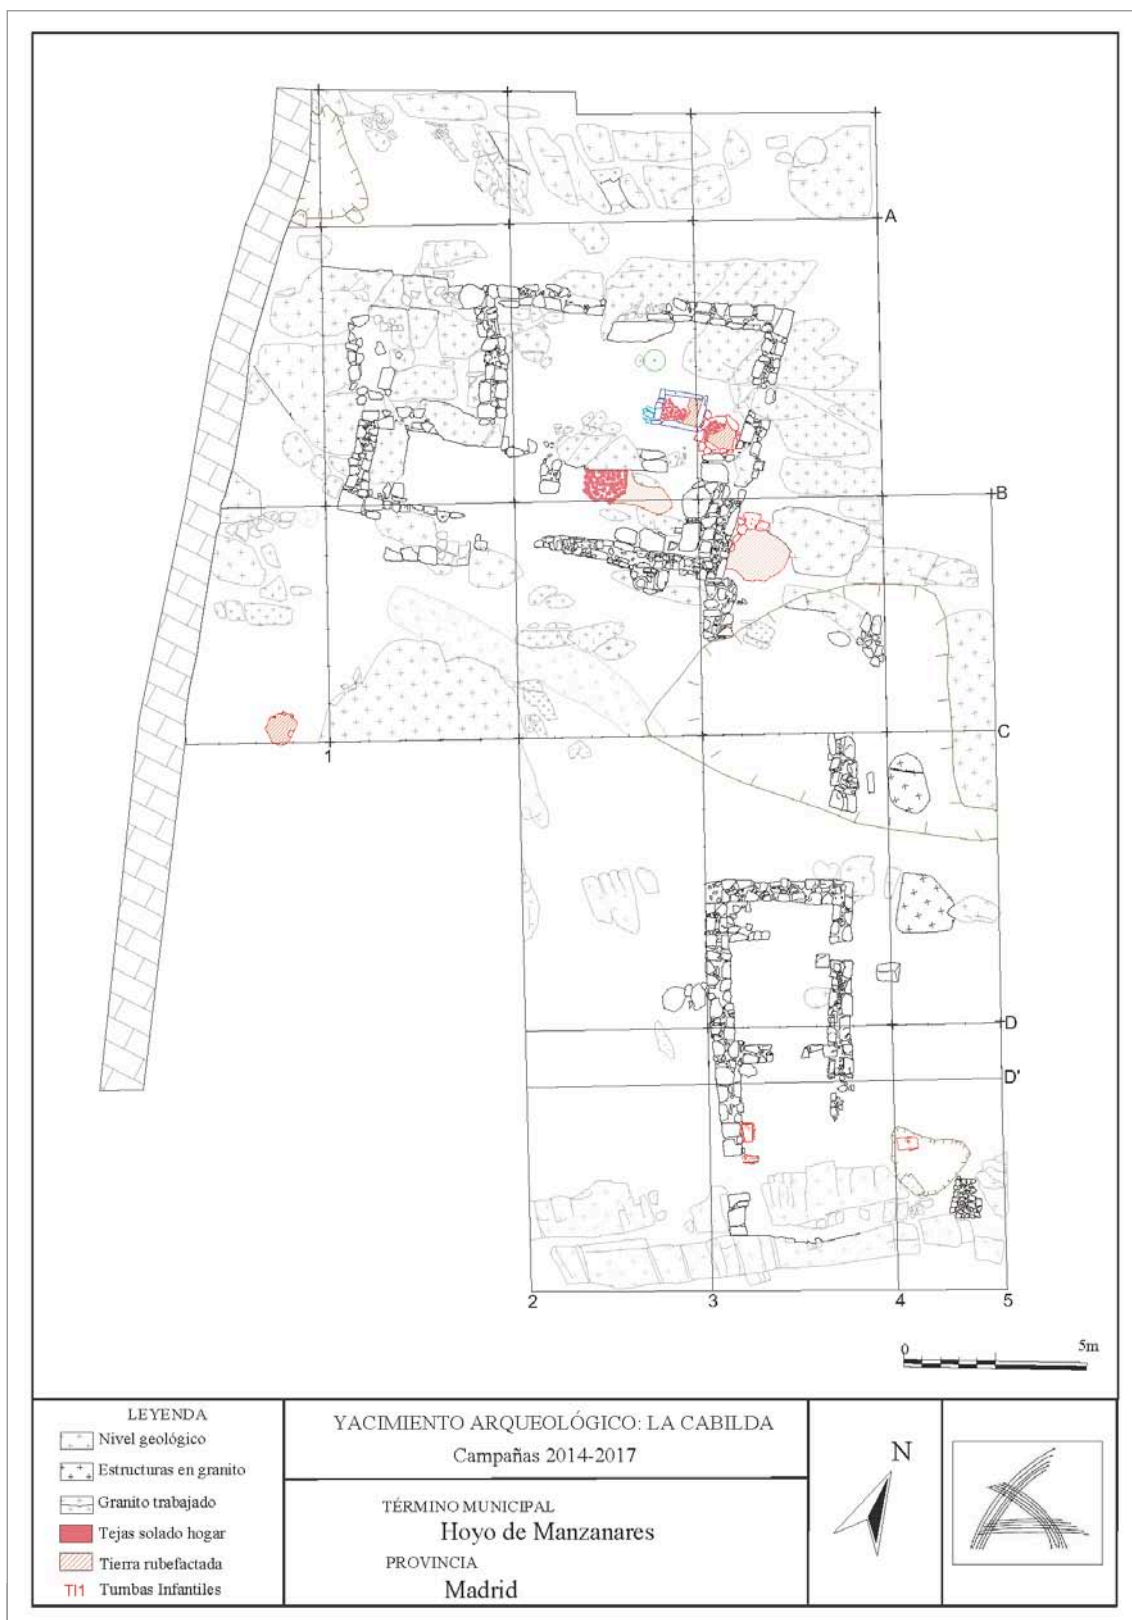 A
B
1
C
D
D'
2 3 4 5
0 5m
LEYENDA
Nivel geológico
Estructuras en granito
Granito trabajado
Tejas solado hogar
Tierra rubefactada
TI1 Tumbas Infantiles
YACIMIENTO ARQUEOLÓGICO: LA CABILDA
Campañas 2014-2017
TÉRMINO MUNICIPAL
Hoyo de Manzanares
PROVINCIA
Madrid
N